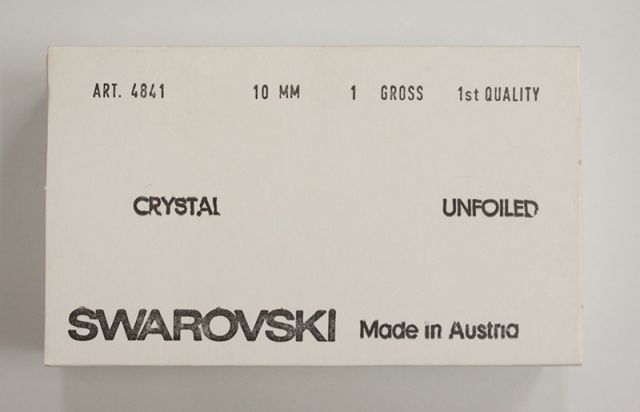 ART. 4841 10 MM 1 GROSS 1st QUALITY
CRYSTAL UNFOILED
SWAROVSKI Made in Austria